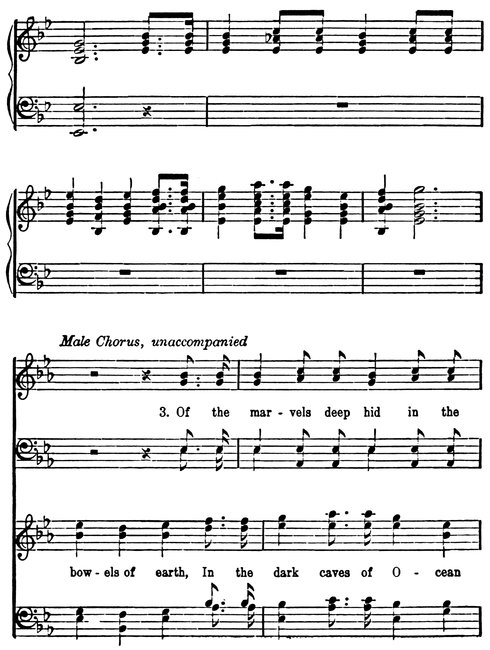 Male Chorus, unaccompanied
3. Of the mar - vels deep hid in the
bow - els of earth, In the dark caves of O - cean